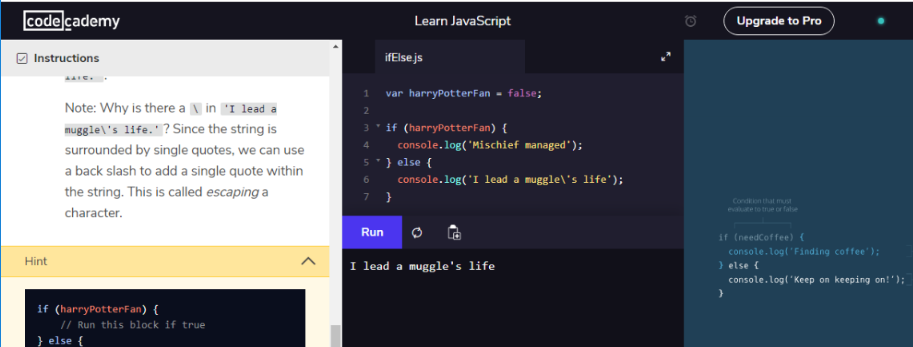 codecademy
Learn JavaScript
Upgrade to Pro
Instructions
life.' .
Note: Why is there a \ in 'I lead a
muggle\'s life.' ? Since the string is
surrounded by single quotes, we can use
a back slash to add a single quote within
the string. This is called escaping a
character.
Hint
if (harryPotterFan) {
// Run this block if true
} else {
ifElse.js
1 var harryPotterFan = false;
2
3 if (harryPotterFan) {
4 console.log('Mischief managed');
5 } else {
6 console.log('I lead a muggle\'s life');
7 }
Run
I lead a muggle's life
Condition that must
evaluate to true or false
if (needCoffee) {
console.log('Finding coffee');
} else {
console.log('Keep on keeping on!');
}